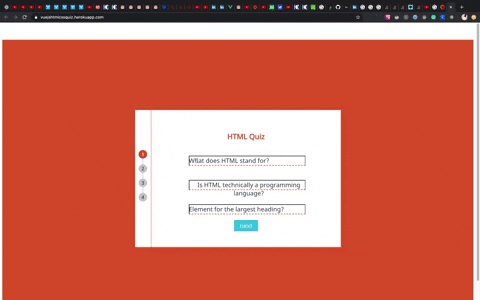 vuejshtmlcssquiz.herokuapp.com
HTML Quiz
1
What does HTML stand for?
2
3
Is HTML technically a programming
language?
4
Element for the largest heading?
next